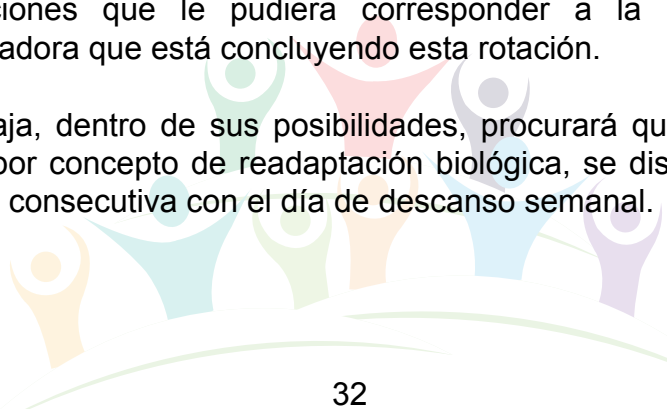 ciones que le pudiera corresponder a la
adora que está concluyendo esta rotación.
aja, dentro de sus posibilidades, procurará qu
por concepto de readaptación biológica, se dis
consecutiva con el día de descanso semanal.
32